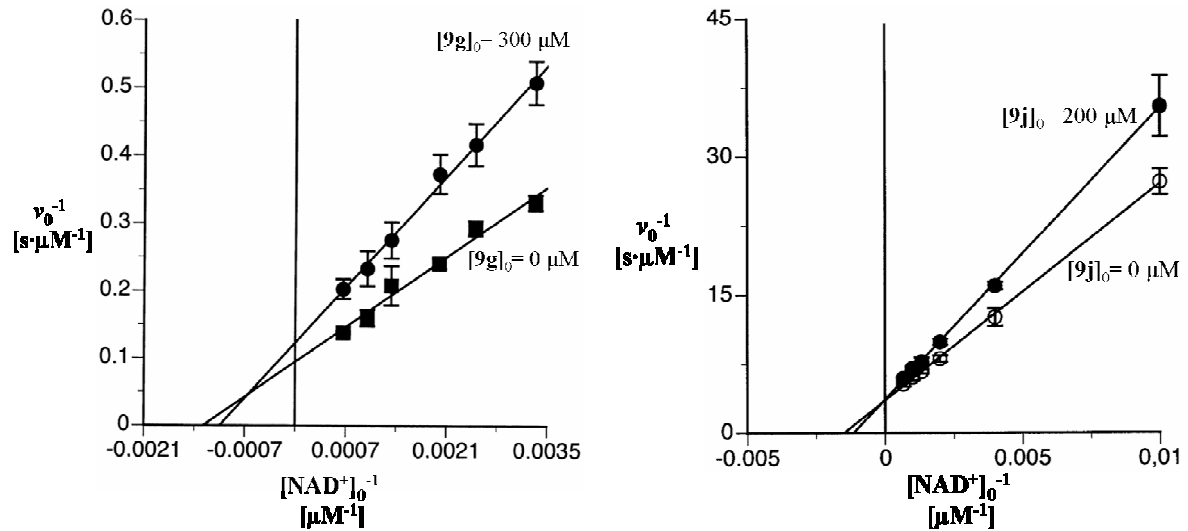 0.6
[9g]₀− 300 μM
0.5
0.4
0.3
v₀⁻¹
[s·μM⁻¹]
[9g]₀= 0 μM
0.2
0.1
0
-0.0021 -0.0007 0.0007 0.0021 0.0035
[NAD⁺]₀⁻¹
[μM⁻¹]
45
[9j]₀ 200 μM
30
v₀⁻¹
[s·μM⁻¹]
[9j]₀= 0 μM
15
0
-0.005 0 0.005 0,01
[NAD⁺]₀⁻¹
[μM⁻¹]